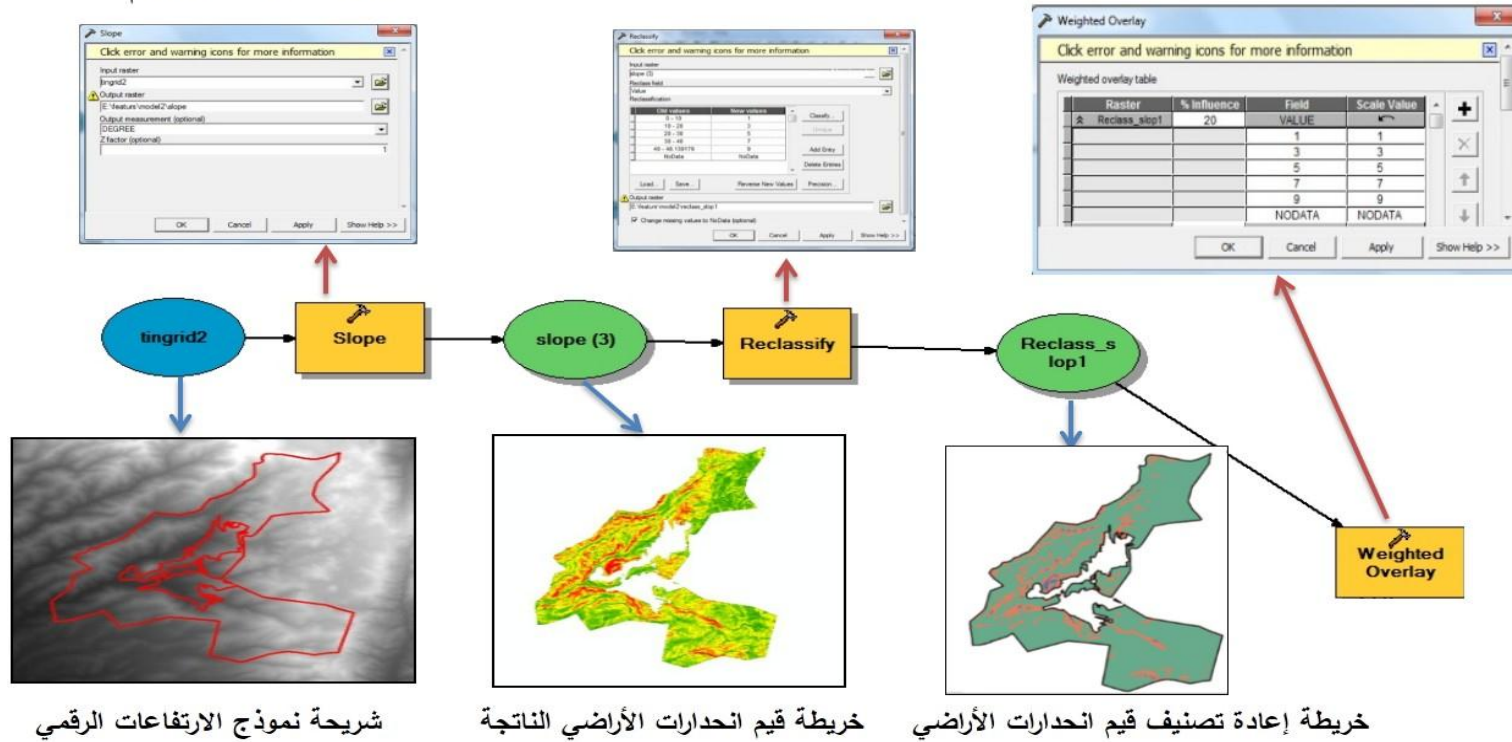 Slope
Click error and warning icons for more information
Input raster
tingrid2
Output raster
E:\feature\model2\slope
Output measurement (optional)
DEGREE
Z factor (optional)
1
OK Cancel Apply Show Help >>
Reclassify
Click error and warning icons for more information
Input raster
slope (3)
Reclass field
Value
Reclassification
Old values New values
0 - 10 1
10 - 20 3
20 - 30 5
30 - 40 7
9
NoData NoData
Classify...
Unique
Add Entry
Delete Entries
Load... Save... Reverse New Values Precision...
Output raster
E:\feature\model2\reclass_slop1
Change missing values to NoData (optional)
OK Cancel Apply Show Help >>
Weighted Overlay
Click error and warning icons for more information
Weighted overlay table
Raster % Influence Field Scale Value
Reclass_slop1 20 VALUE
1 1
3 3
5 5
7 7
9 9
NODATA NODATA
OK Cancel Apply Show Help >>
tingrid2
Slope
slope (3)
Reclassify
Reclass_s
lop1
Weighted
Overlay
خريطة إعادة تصنيف قيم انحدارات الأراضي
خريطة قيم انحدارات الأراضي الناتجة
شريحة نموذج الارتفاعات الرقمي